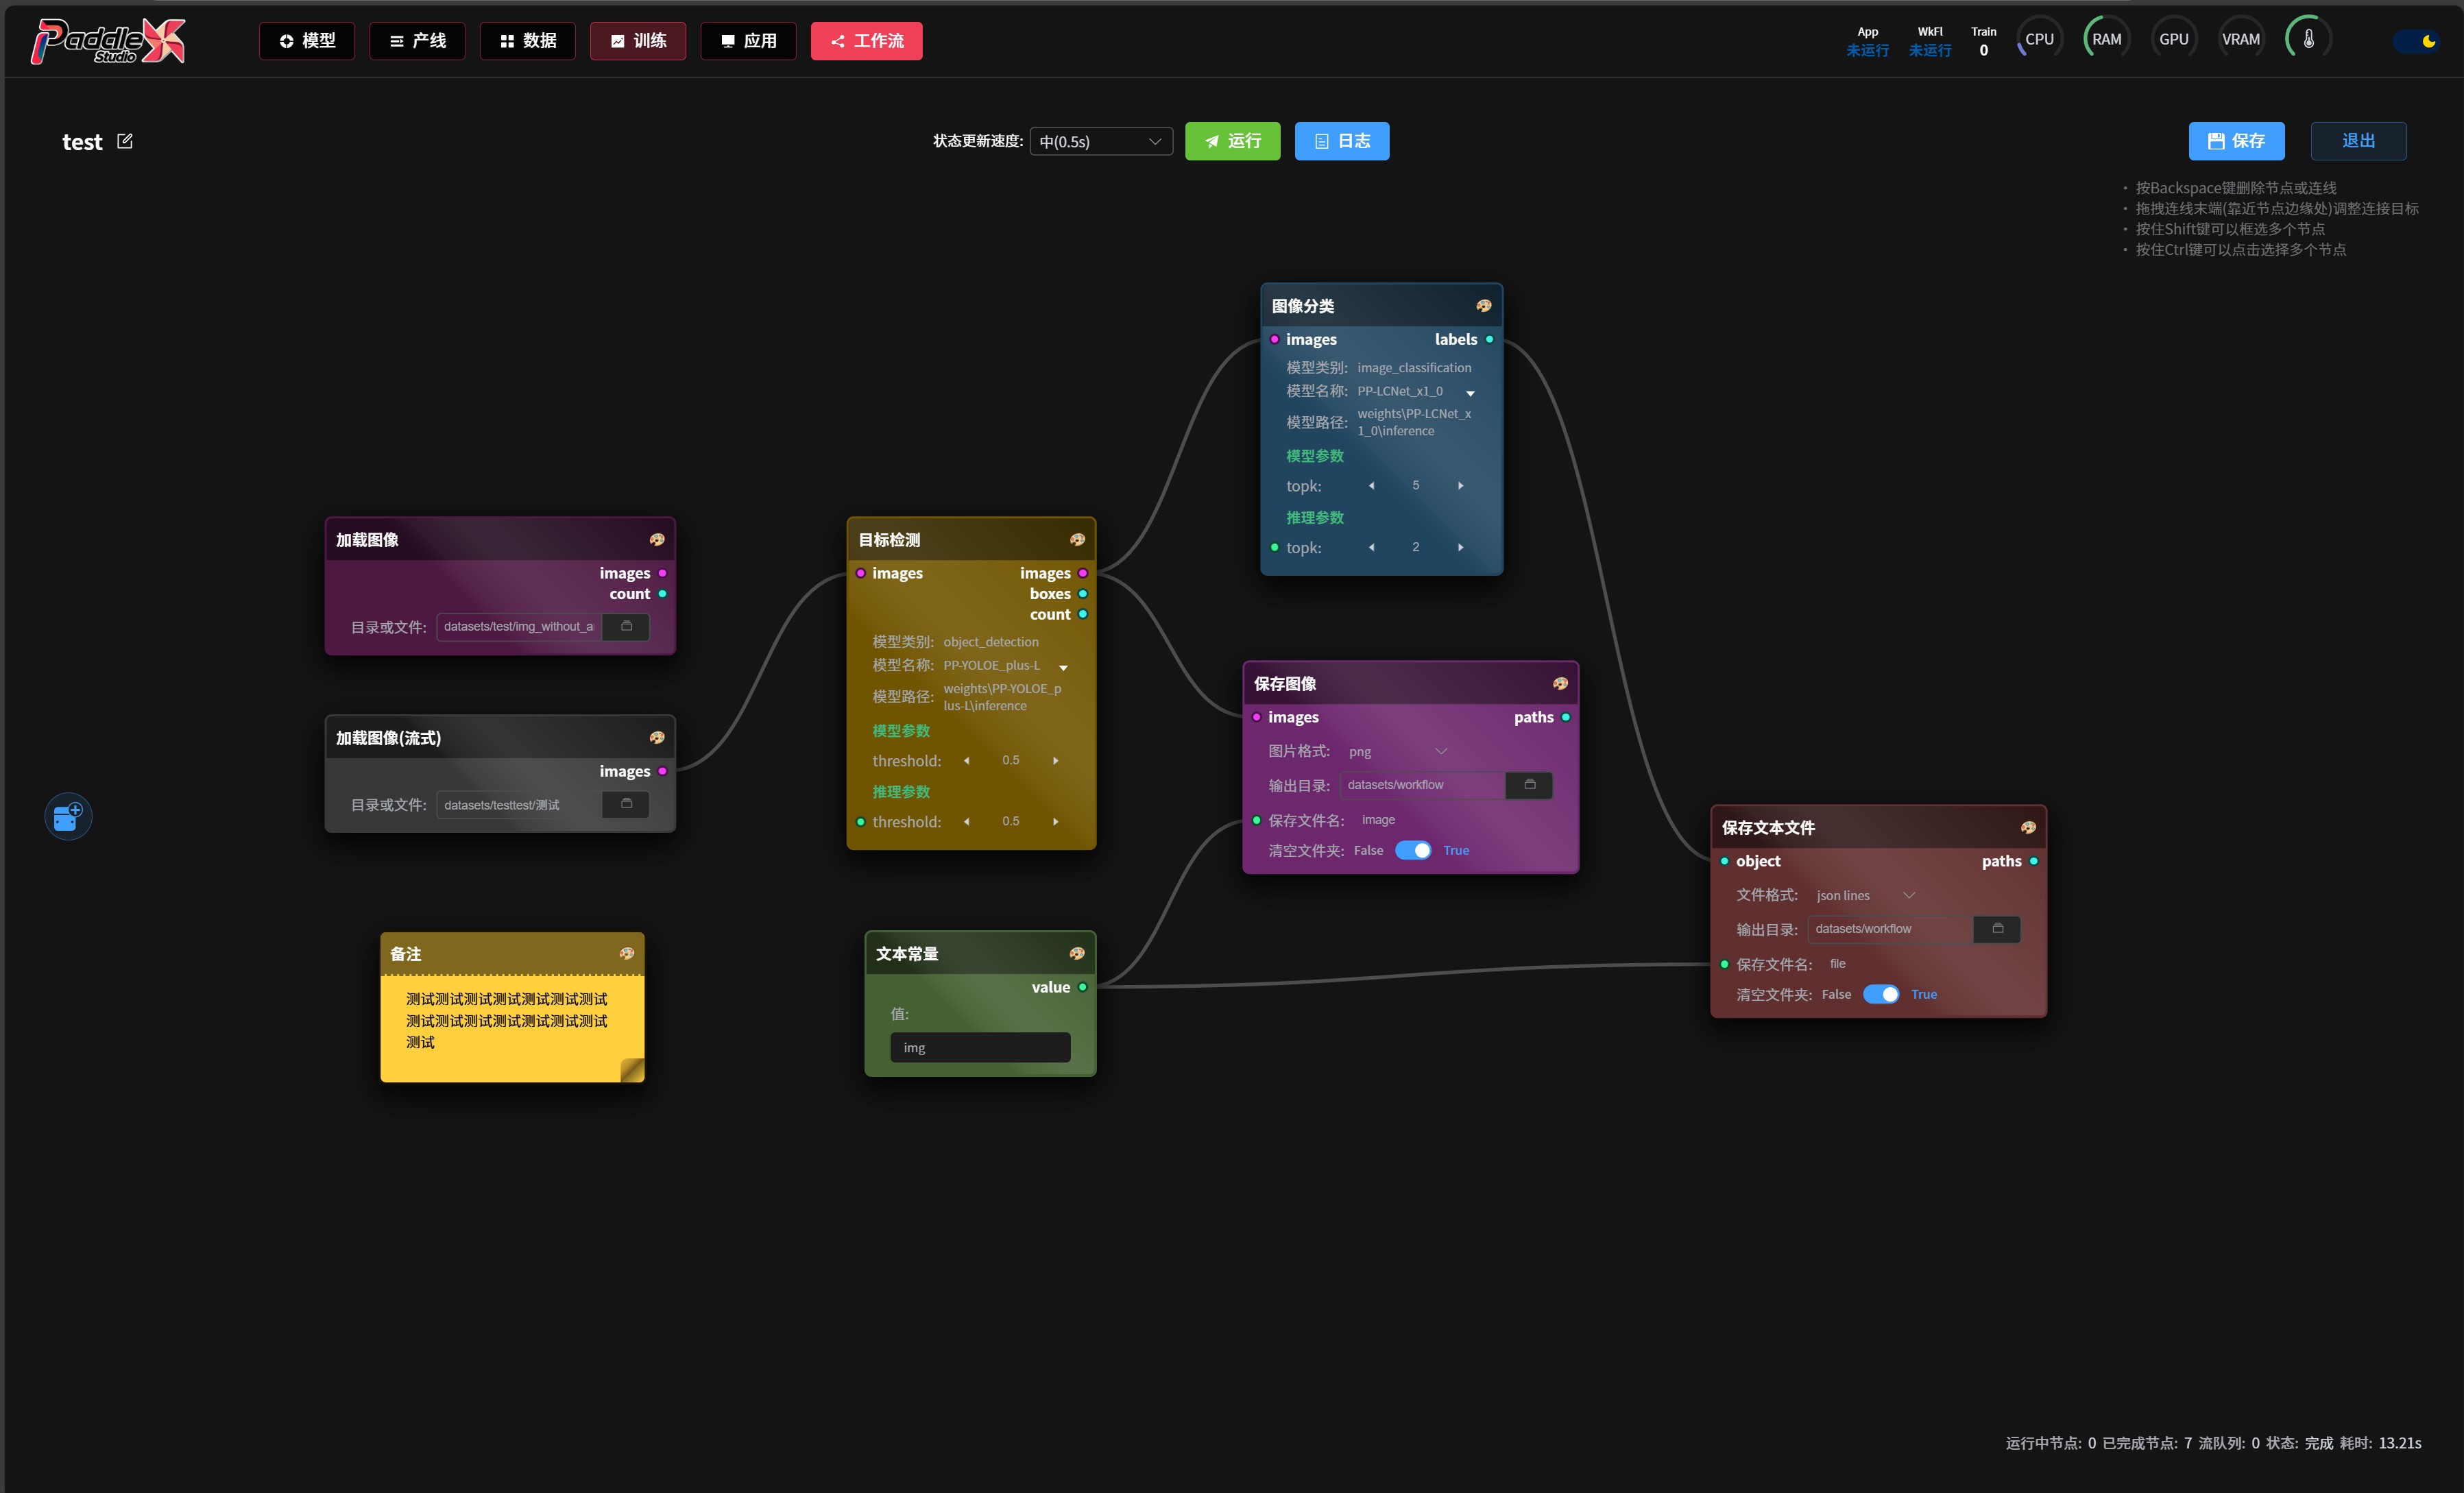 PaddleX
Studio
模型
产线
数据
训练
应用
工作流
App
未运行
WkFl
未运行
Train
0
CPU
RAM
GPU
VRAM
test
状态更新速度:
中(0.5s)
运行
日志
保存
退出
• 按Backspace键删除节点或连线
• 拖拽连线末端(靠近节点边缘处)调整连接目标
• 按住Shift键可以框选多个节点
• 按住Ctrl键可以点击选择多个节点
图像分类
images labels
模型类别: image_classification
模型名称: PP-LCNet_x1_0
模型路径: weights\PP-LCNet_x
1_0\inference
模型参数
topk: 5
推理参数
topk: 2
加载图像
images
count
目录或文件: datasets/test/img_without_a
加载图像(流式)
images
目录或文件: datasets/testtest/测试
目标检测
images images
boxes
count
模型类别: object_detection
模型名称: PP-YOLOE_plus-L
模型路径: weights\PP-YOLOE_p
lus-L\inference
模型参数
threshold: 0.5
推理参数
threshold: 0.5
保存图像
images paths
图片格式: png
输出目录: datasets/workflow
保存文件名: image
清空文件夹: False True
保存文本文件
object paths
文件格式: json lines
输出目录: datasets/workflow
保存文件名: file
清空文件夹: False True
备注
测试测试测试测试测试测试测试
测试测试测试测试测试测试测试
测试
文本常量
value
值:
img
运行中节点: 0 已完成节点: 7 流队列: 0 状态: 完成 耗时: 13.21s